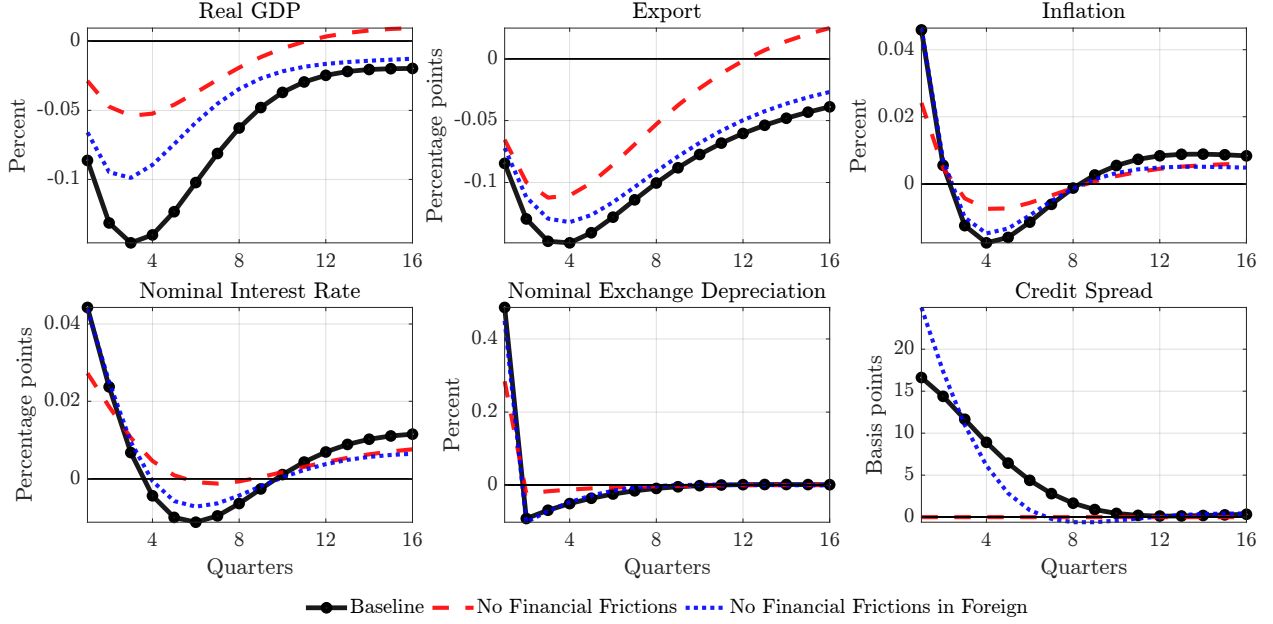 Real GDP
Export
Inflation
Percent
0
-0.05
-0.1
4
8
12
16
Percentage points
0
-0.05
-0.1
4
8
12
16
Percent
0.04
0.02
0
4
8
12
16
Nominal Interest Rate
Nominal Exchange Depreciation
Credit Spread
Percentage points
0.04
0.02
0
4
8
12
16
Quarters
Percent
0.4
0.2
0
4
8
12
16
Quarters
Basis points
20
15
10
5
0
4
8
12
16
Quarters
Baseline
No Financial Frictions
No Financial Frictions in Foreign